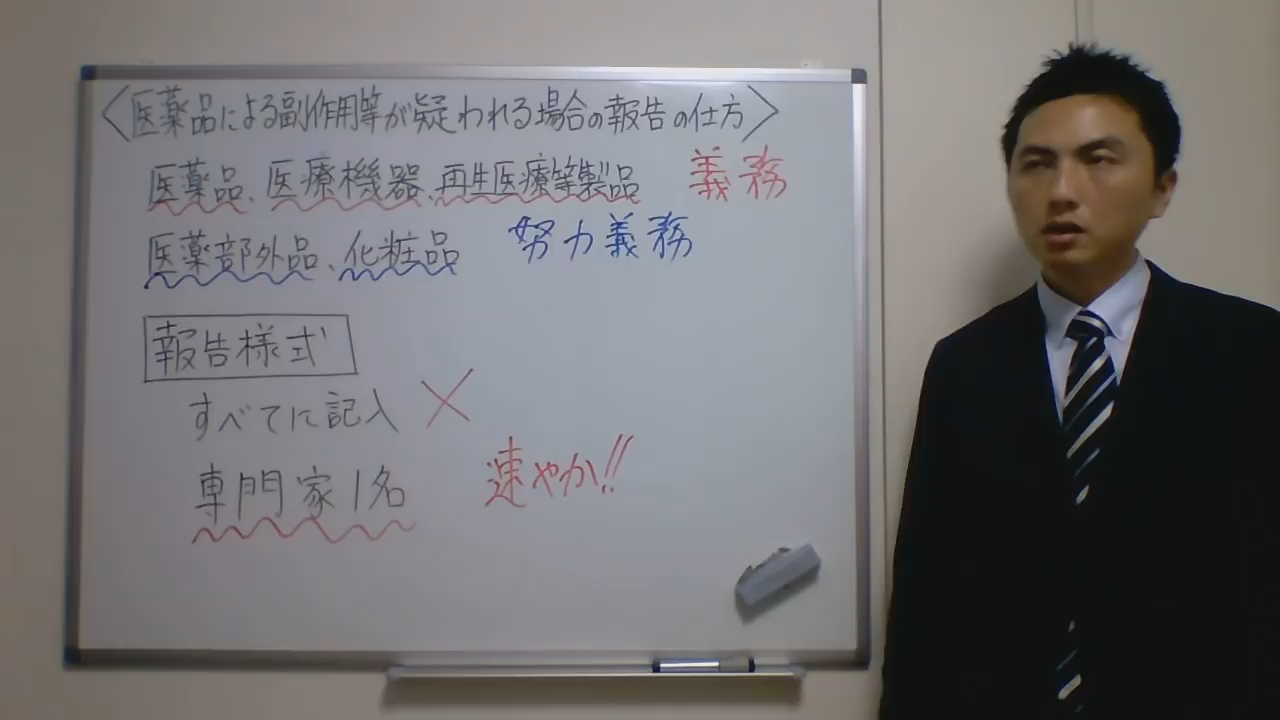 〈医薬品による副作用等が疑われる場合の報告の仕方〉
医薬品、医療機器、再生医療等製品 義務
医薬部外品、化粧品 努力義務
報告様式
すべてに記入 ×
専門家1名 速やか!!